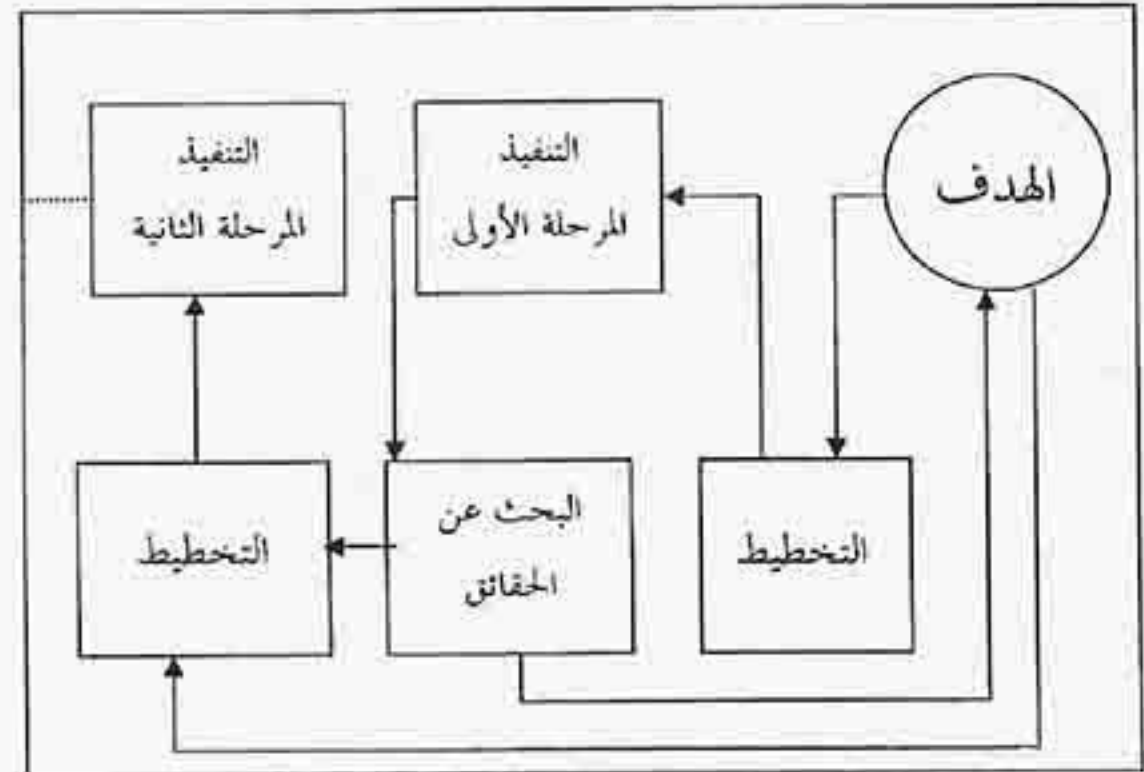 الهدف
التنفيذ
المرحلة الأولى
التنفيذ
المرحلة الثانية
التخطيط
البحث عن
الحقائق
التخطيط